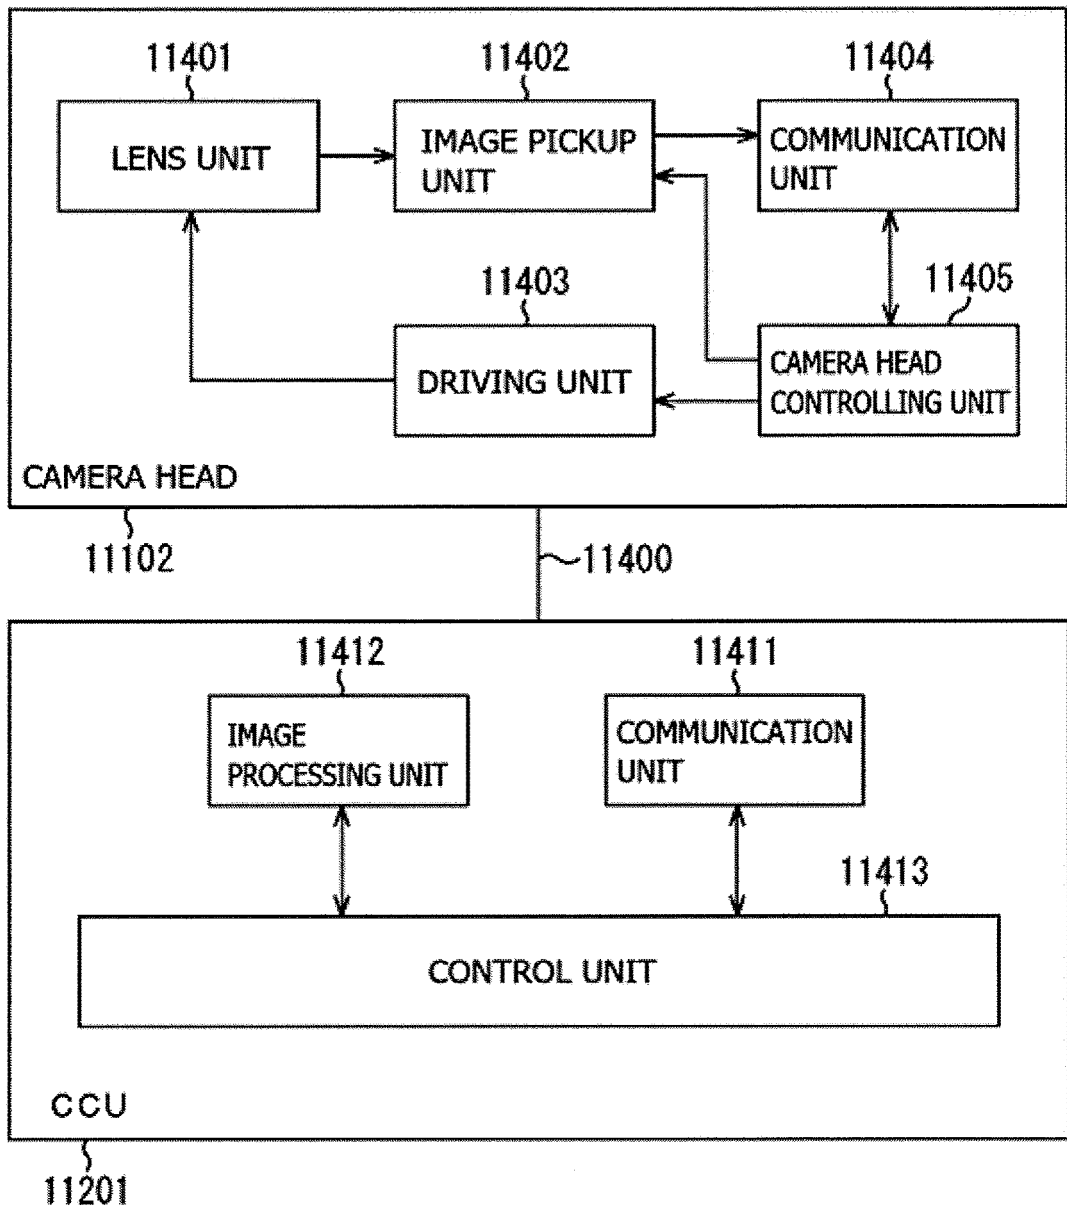 11401
11402
11404
LENS UNIT
IMAGE PICKUP
UNIT
COMMUNICATION
UNIT
11403
11405
DRIVING UNIT
CAMERA HEAD
CONTROLLING UNIT
CAMERA HEAD
11102
11400
11412
11411
IMAGE
PROCESSING UNIT
COMMUNICATION
UNIT
11413
CONTROL UNIT
CCU
11201